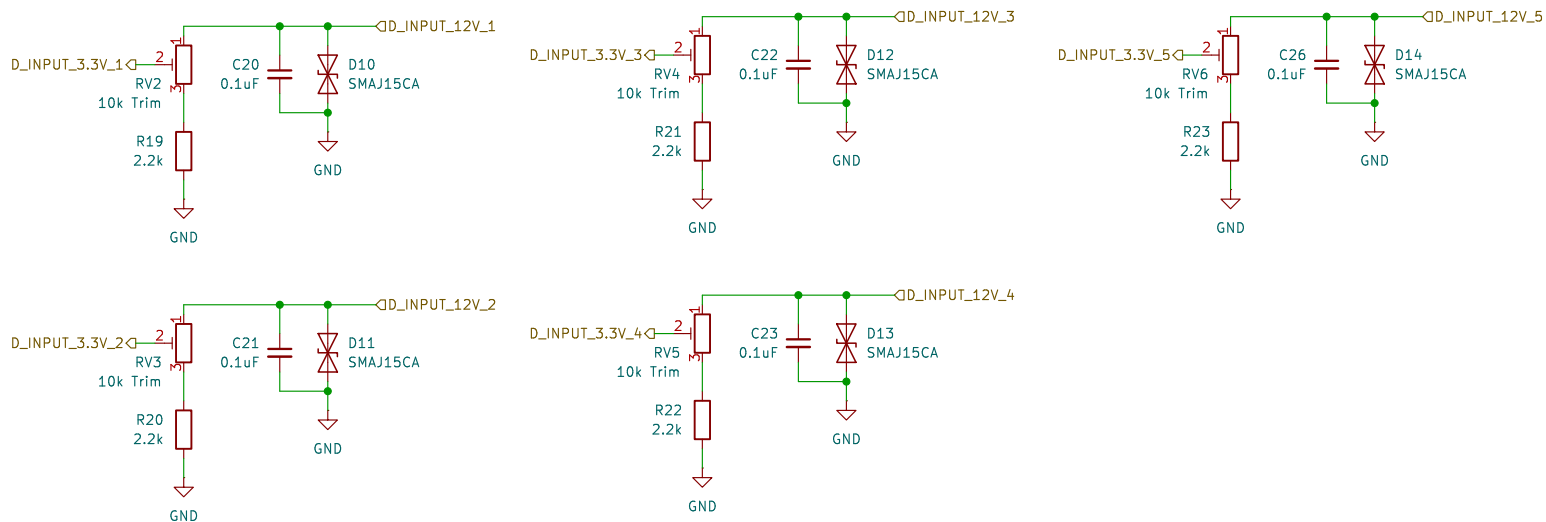 D_INPUT_12V_1
D_INPUT_3.3V_1
1
2
3
RV2
10k Trim
C20
0.1uF
D10
SMAJ15CA
R19
2.2k
GND
GND
D_INPUT_12V_3
D_INPUT_3.3V_3
1
2
3
RV4
10k Trim
C22
0.1uF
D12
SMAJ15CA
R21
2.2k
GND
GND
D_INPUT_12V_5
D_INPUT_3.3V_5
1
2
3
RV6
10k Trim
C26
0.1uF
D14
SMAJ15CA
R23
2.2k
GND
GND
D_INPUT_12V_2
D_INPUT_3.3V_2
1
2
3
RV3
10k Trim
C21
0.1uF
D11
SMAJ15CA
R20
2.2k
GND
GND
D_INPUT_12V_4
D_INPUT_3.3V_4
1
2
3
RV5
10k Trim
C23
0.1uF
D13
SMAJ15CA
R22
2.2k
GND
GND